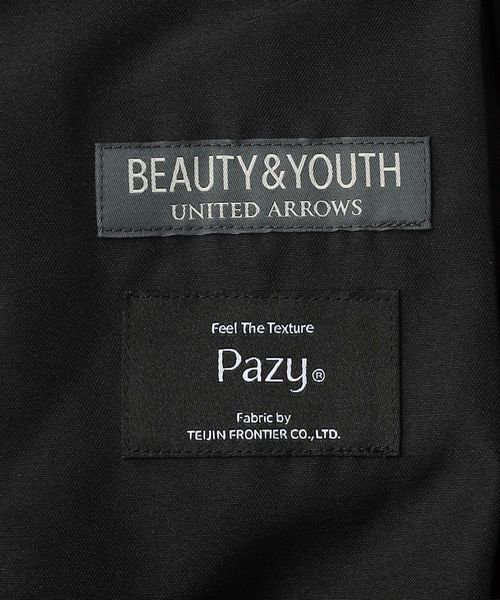 BEAUTY&YOUTH
UNITED ARROWS
Feel The Texture
Pazy®
Fabric by
TEIJIN FRONTIER CO.,LTD.